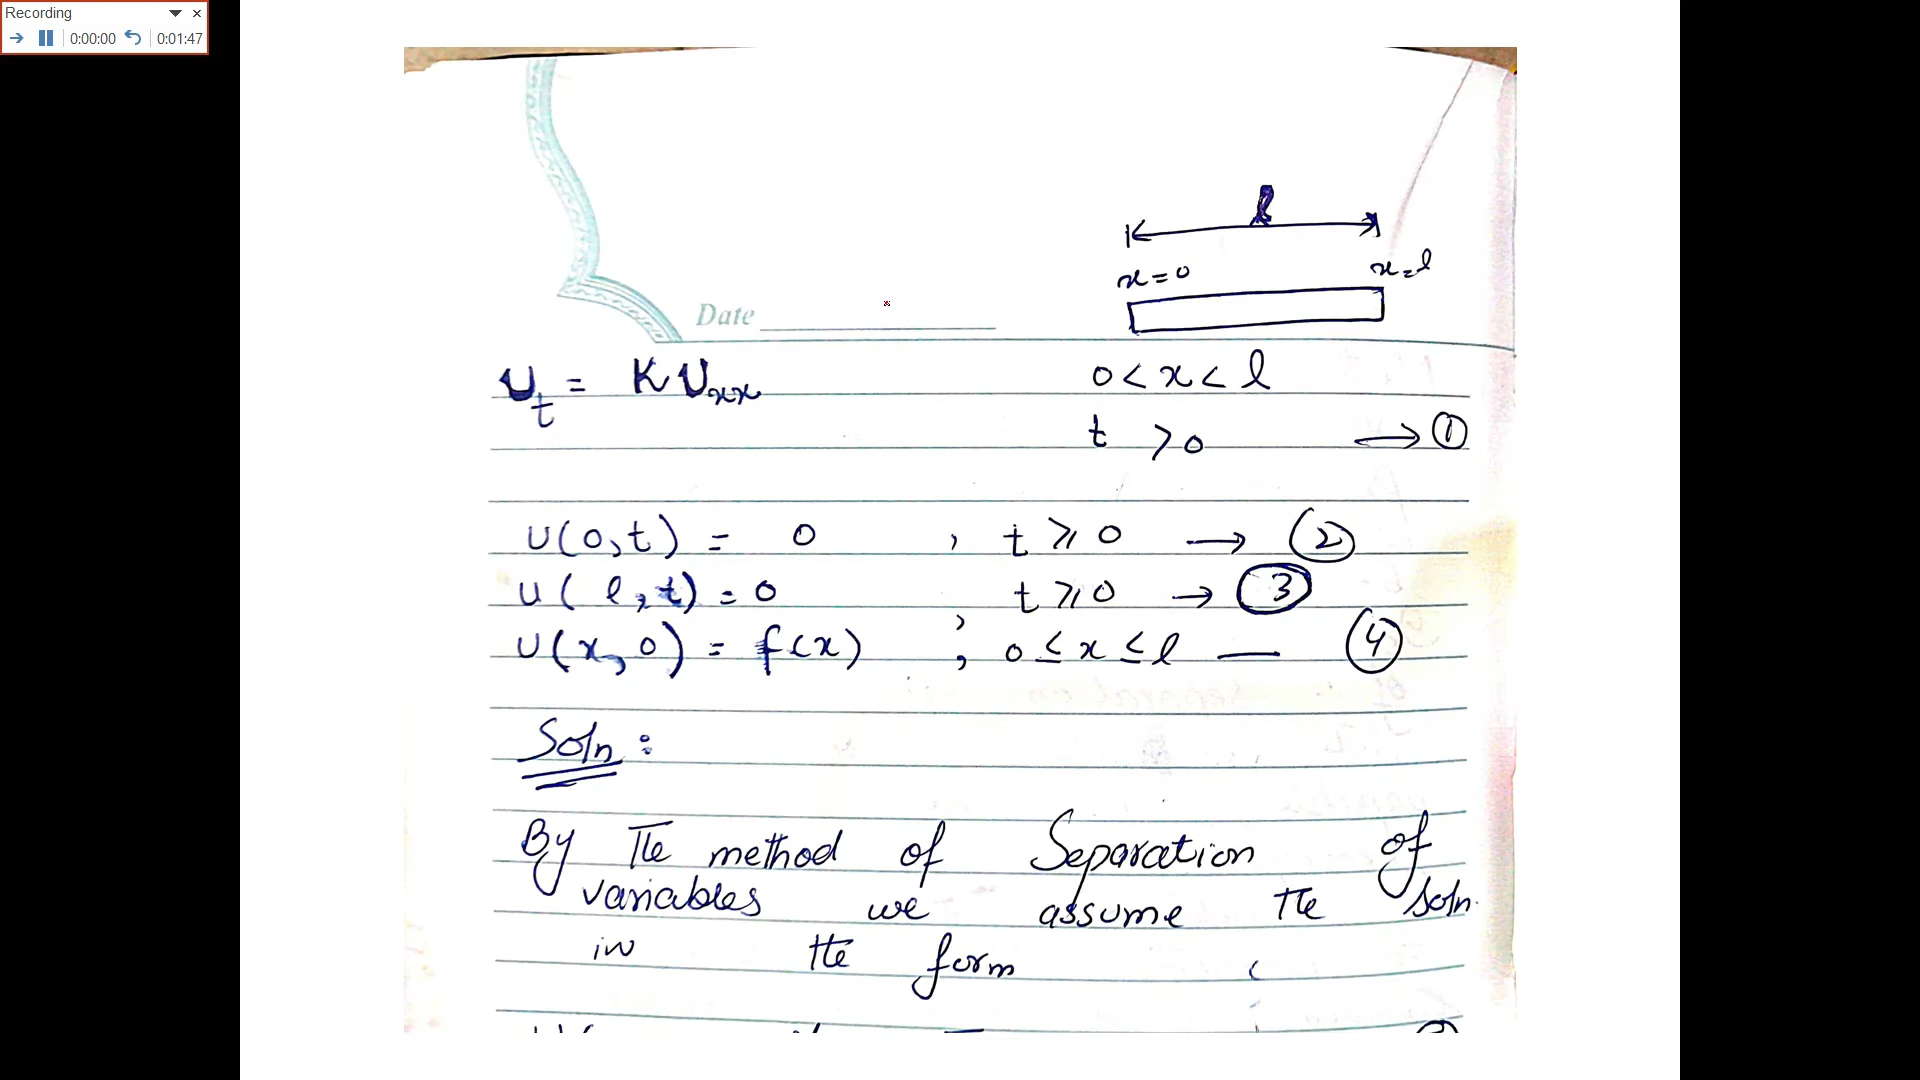 Recording
0:00:00 0:01:47
l
x=0 x=l
Date
U_t = K U_xx 0 < x < l
t > 0 → ①
U(0,t) = 0 , t ⩾ 0 → ②
U(l,t) = 0 , t ⩾ 0 → ③
U(x,0) = f(x) , 0 ≤ x ≤ l — ④
Soln :
By the method of Separation of
variables we assume the soln.
in the form